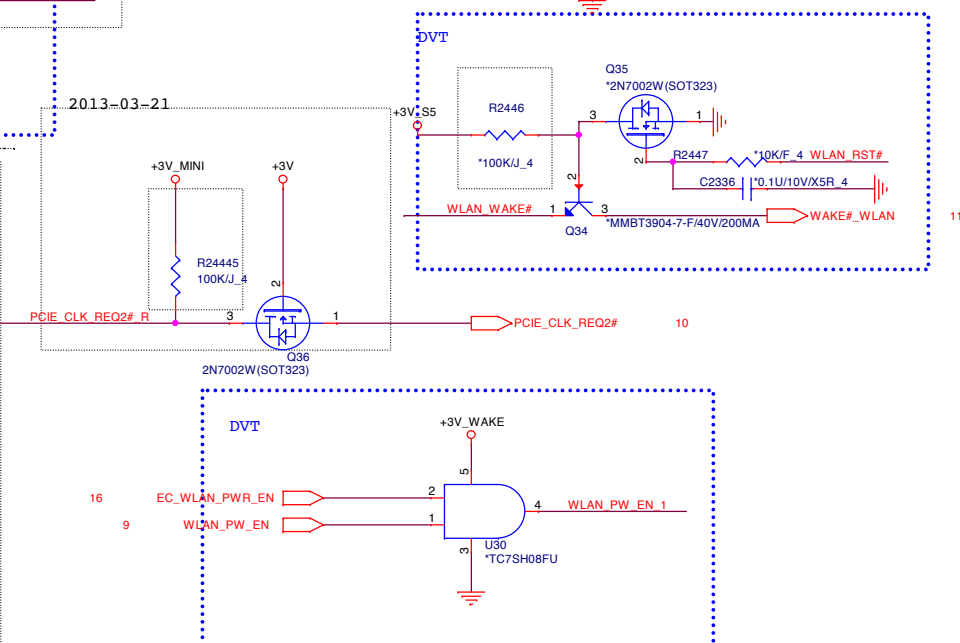 DVT
Q35
*2N7002W(SOT323)
2013-03-21
+3V_S5
R2446
3
1
*100K/J_4
2
R2447
*10K/F_4
WLAN_RST#
+3V_MINI
+3V
2
C2336
*0.1U/10V/X5R_4
WLAN_WAKE#
1
3
*MMBT3904-7-F/40V/200MA
WAKE#_WLAN
11
Q34
R24445
100K/J_4
2
PCIE_CLK_REQ2#_R
3
1
PCIE_CLK_REQ2#
10
Q36
2N7002W(SOT323)
DVT
+3V_WAKE
5
16
EC_WLAN_PWR_EN
2
9
WLAN_PW_EN
1
4
WLAN_PW_EN_1
3
U30
*TC7SH08FU